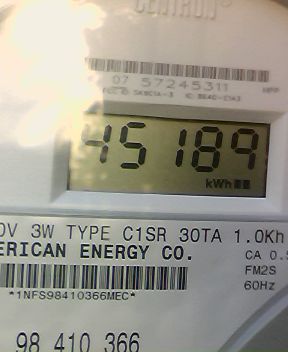 CENTRON®
07 57245311
45189
kWh
0V 3W TYPE C1SR 30TA 1.0Kh
ERICAN ENERGY CO.
CA 0.5
FM2S
60Hz
*1NFS98410366MEC*
98 410 366